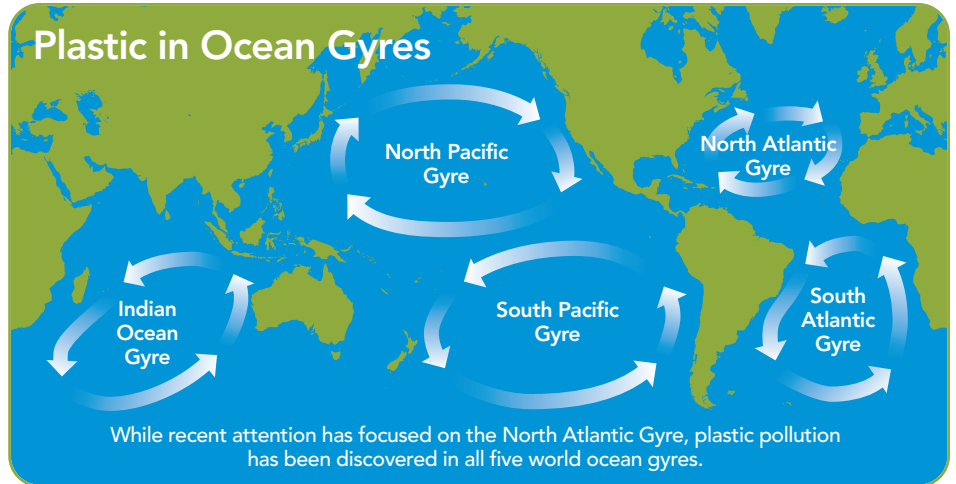 Plastic in Ocean Gyres
North Pacific
Gyre
North Atlantic
Gyre
Indian
Ocean
Gyre
South Pacific
Gyre
South
Atlantic
Gyre
While recent attention has focused on the North Atlantic Gyre, plastic pollution
has been discovered in all five world ocean gyres.